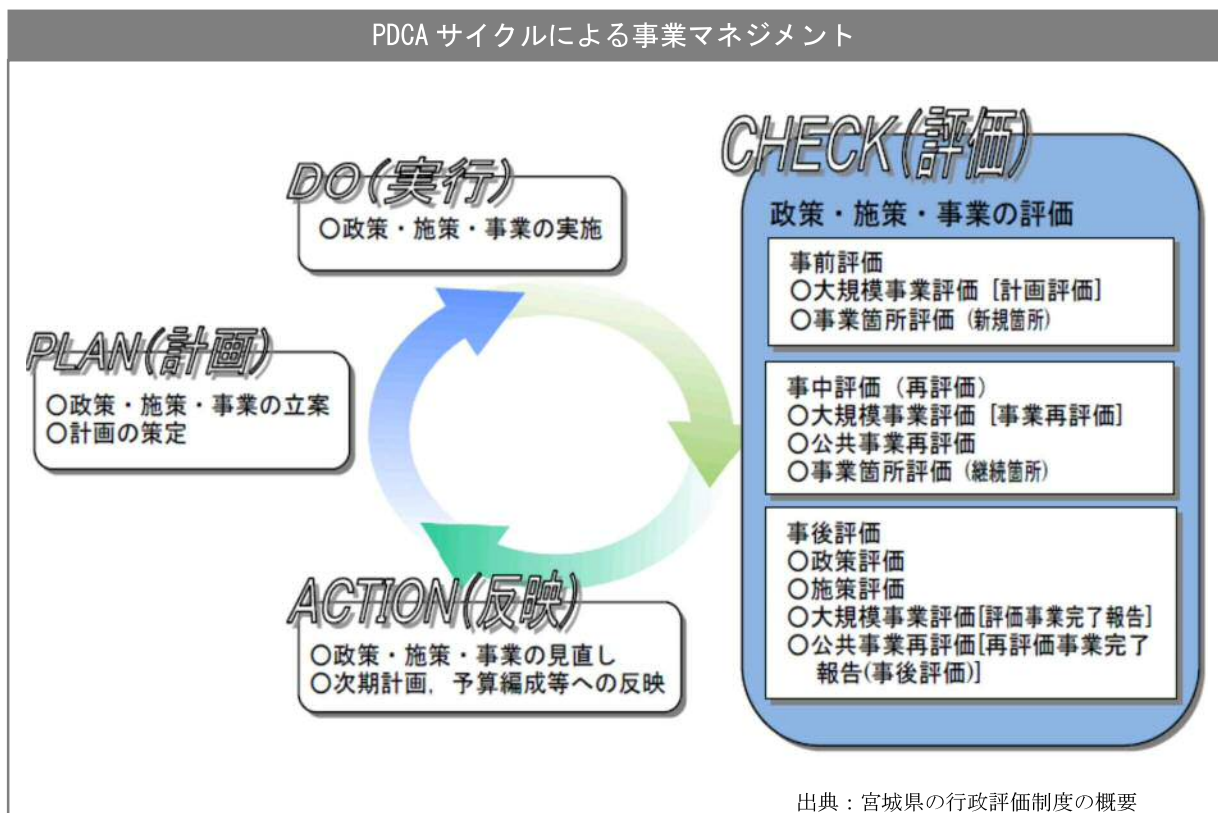 PDCA サイクルによる事業マネジメント
DO(実行)
○政策・施策・事業の実施
PLAN(計画)
○政策・施策・事業の立案
○計画の策定
ACTION(反映)
○政策・施策・事業の見直し
○次期計画，予算編成等への反映
CHECK(評価)
政策・施策・事業の評価
事前評価
○大規模事業評価［計画評価］
○事業箇所評価（新規箇所）
事中評価（再評価）
○大規模事業評価［事業再評価］
○公共事業再評価
○事業箇所評価（継続箇所）
事後評価
○政策評価
○施策評価
○大規模事業評価[評価事業完了報告]
○公共事業再評価[再評価事業完了
報告(事後評価)]
出典：宮城県の行政評価制度の概要